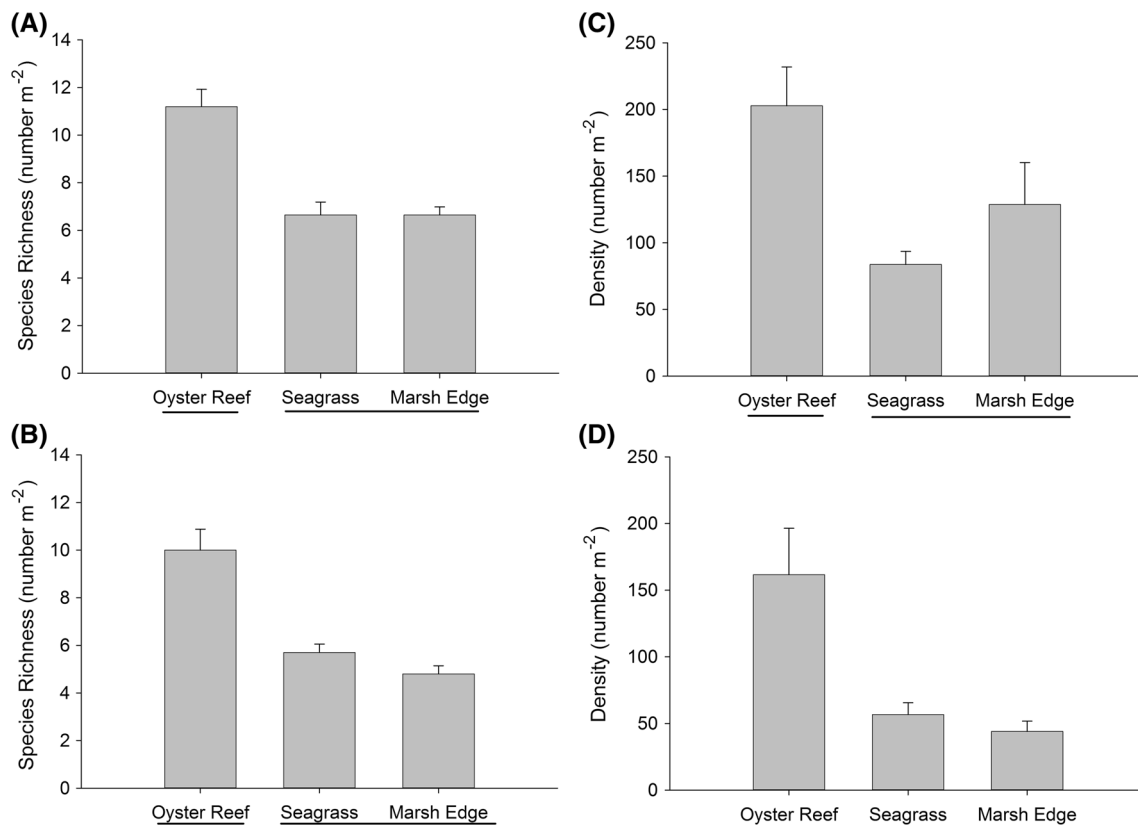 (A)
Species Richness (number m⁻²)
14
12
10
8
6
4
2
0
Oyster Reef Seagrass Marsh Edge
(C)
Density (number m⁻²)
250
200
150
100
50
0
Oyster Reef Seagrass Marsh Edge
(B)
Species Richness (number m⁻²)
14
12
10
8
6
4
2
0
Oyster Reef Seagrass Marsh Edge
(D)
Density (number m⁻²)
250
200
150
100
50
0
Oyster Reef Seagrass Marsh Edge